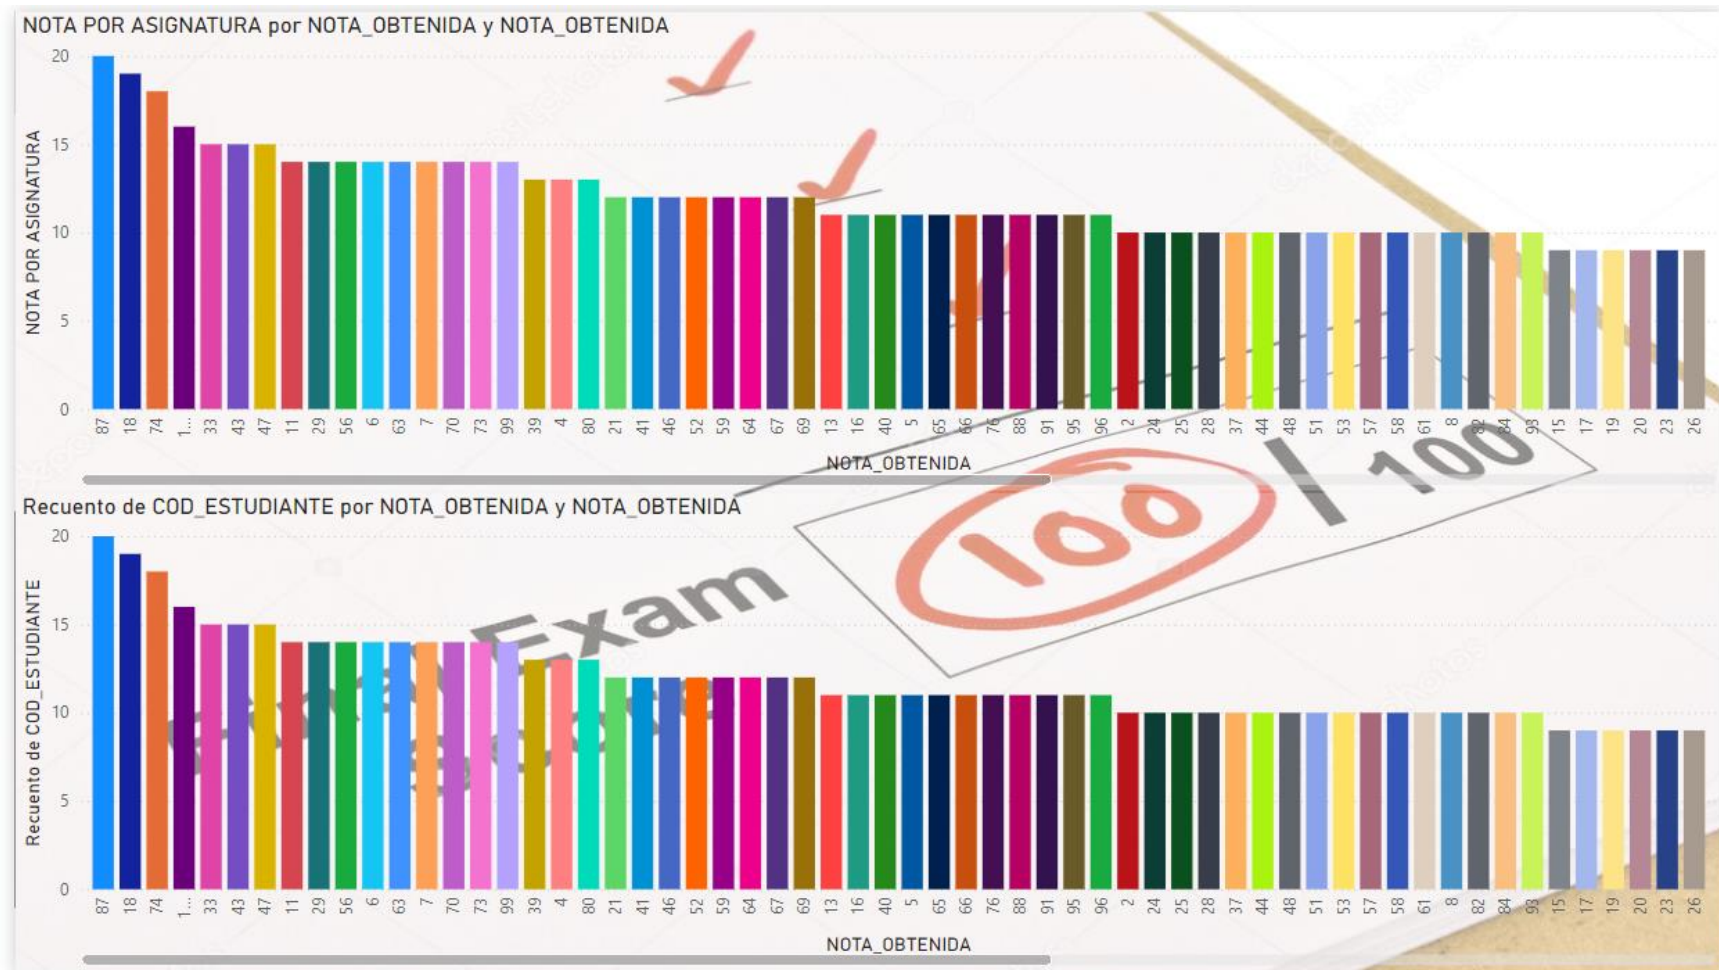 NOTA POR ASIGNATURA por NOTA_OBTENIDA y NOTA_OBTENIDA
NOTA POR ASIGNATURA
20
15
10
5
0
87 18 74 1... 33 43 47 11 29 56 6 63 7 70 73 99 39 4 80 21 41 46 52 59 64 67 69 13 16 40 5 65 66 76 88 91 95 96 2 24 25 28 37 44 48 51 53 57 58 61 8 82 84 93 15 17 19 20 23 26
NOTA_OBTENIDA
100 / 100
Recuento de COD_ESTUDIANTE por NOTA_OBTENIDA y NOTA_OBTENIDA
Recuento de COD_ESTUDIANTE
20
15
10
5
0
Final Exam
Score
87 18 74 1... 33 43 47 11 29 56 6 63 7 70 73 99 39 4 80 21 41 46 52 59 64 67 69 13 16 40 5 65 66 76 88 91 95 96 2 24 25 28 37 44 48 51 53 57 58 61 8 82 84 93 15 17 19 20 23 26
NOTA_OBTENIDA